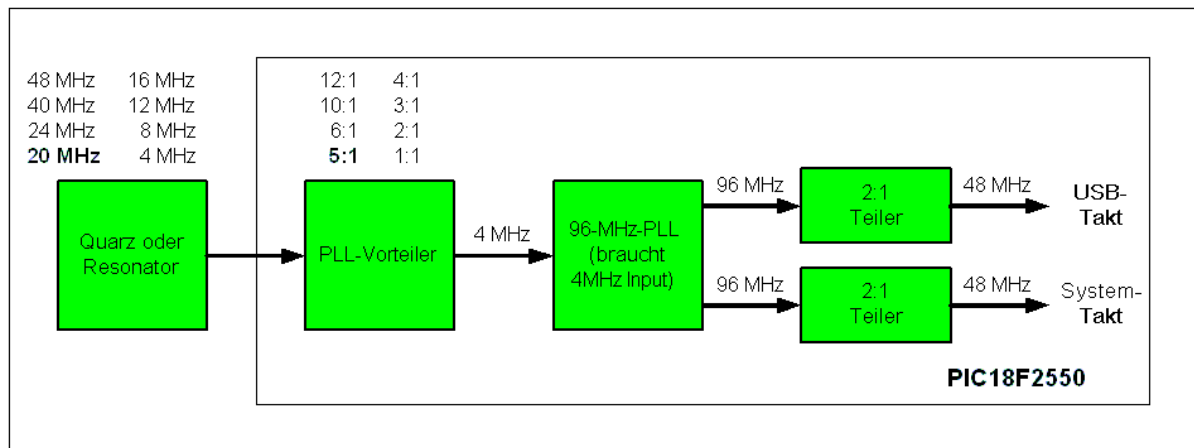 48 MHz 16 MHz
40 MHz 12 MHz
24 MHz 8 MHz
20 MHz 4 MHz
12:1 4:1
10:1 3:1
6:1 2:1
5:1 1:1
Quarz oder
Resonator
PLL-Vorteiler
4 MHz
96-MHz-PLL
(braucht
4MHz Input)
96 MHz
2:1
Teiler
48 MHz
USB-
Takt
96 MHz
2:1
Teiler
48 MHz
System-
Takt
PIC18F2550